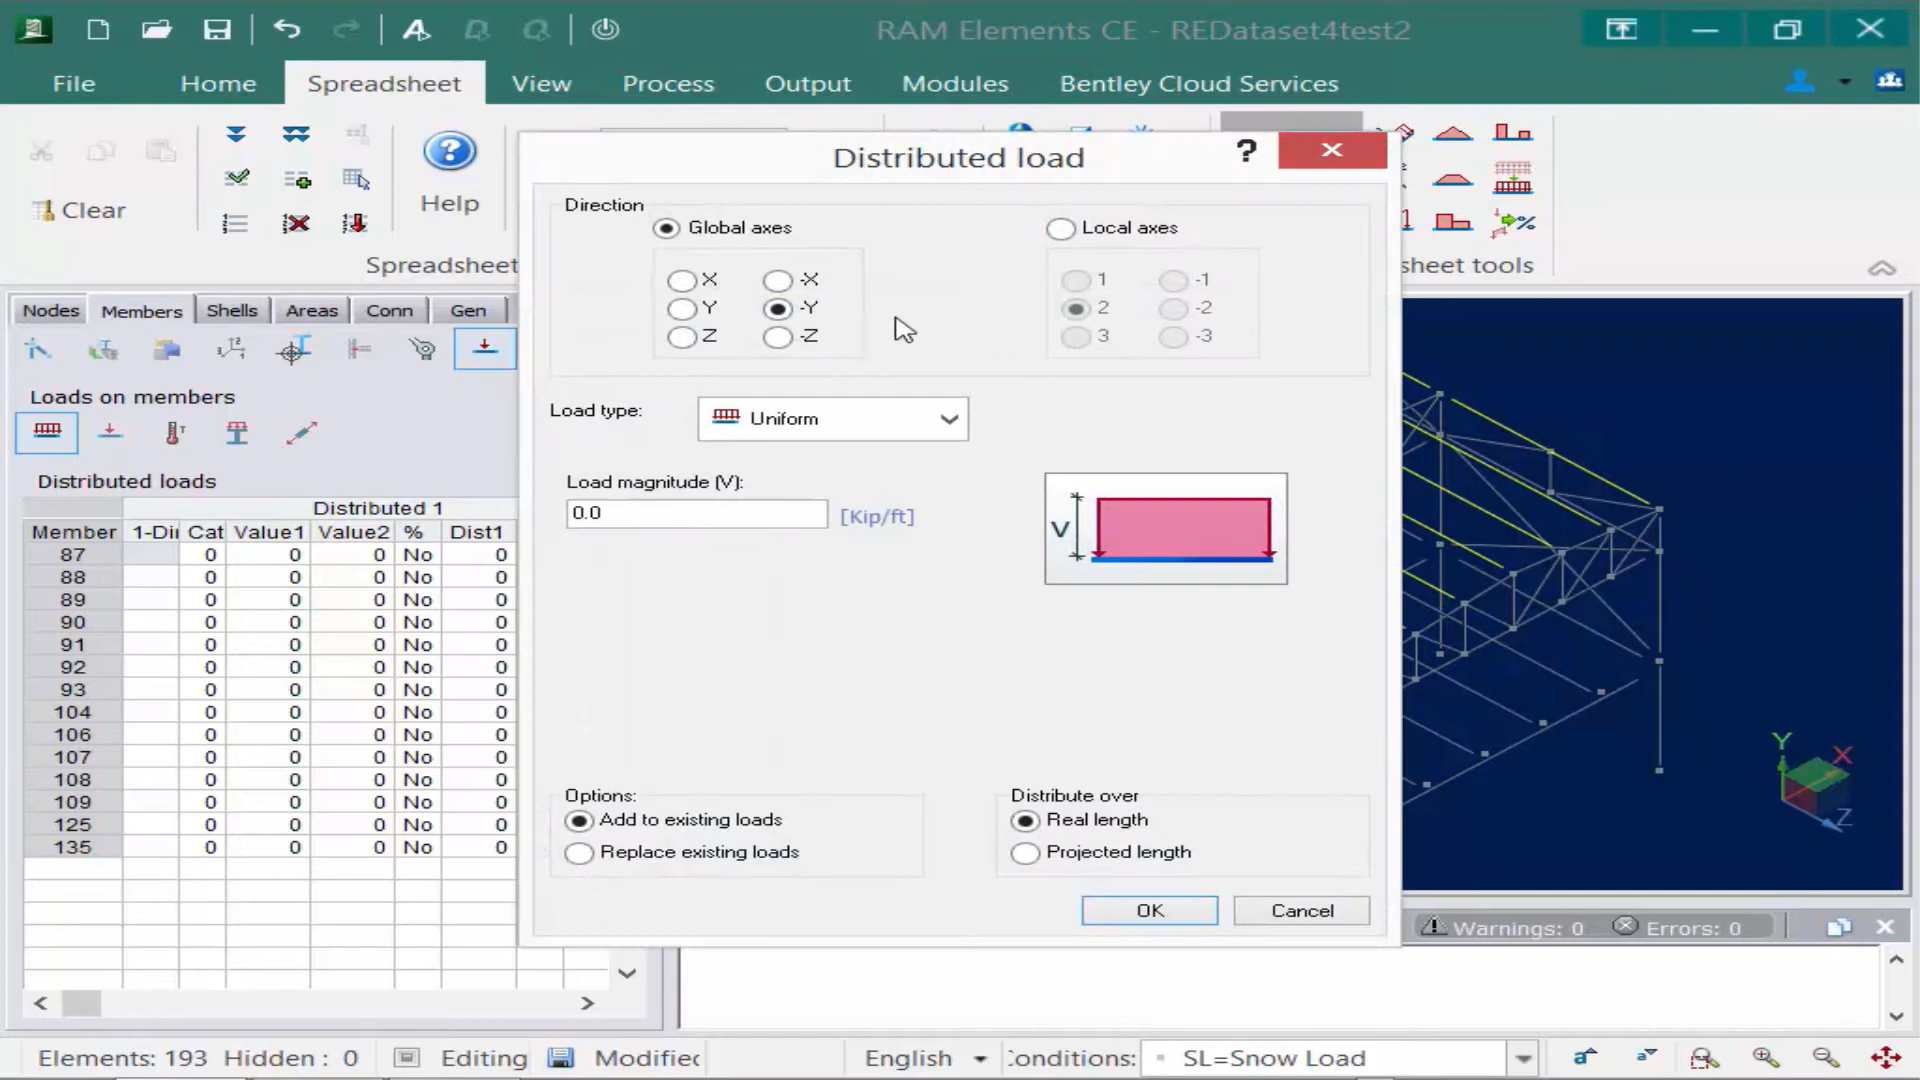 RAM Elements CE - REDataset4test2
File Home Spreadsheet View Process Output Modules Bentley Cloud Services
Clear
Help
Spreadsheet
sheet tools
Distributed load
?
Direction
Global axes
Local axes
X -X
Y -Y
Z -Z
1 -1
2 -2
3 -3
Load type:
Uniform
Load magnitude (V):
0.0
[Kip/ft]
V
Options:
Add to existing loads
Replace existing loads
Distribute over
Real length
Projected length
OK
Cancel
Nodes Members Shells Areas Conn Gen
Loads on members
Distributed loads
Distributed 1
Member 1-Di Cat Value1 Value2 % Dist1
87 0 0 0 No 0
88 0 0 0 No 0
89 0 0 0 No 0
90 0 0 0 No 0
91 0 0 0 No 0
92 0 0 0 No 0
93 0 0 0 No 0
104 0 0 0 No 0
106 0 0 0 No 0
107 0 0 0 No 0
108 0 0 0 No 0
109 0 0 0 No 0
125 0 0 0 No 0
135 0 0 0 No 0
Y
X
Z
Warnings: 0 Errors: 0
Elements: 193 Hidden : 0 Editing Modified English Conditions: SL=Snow Load